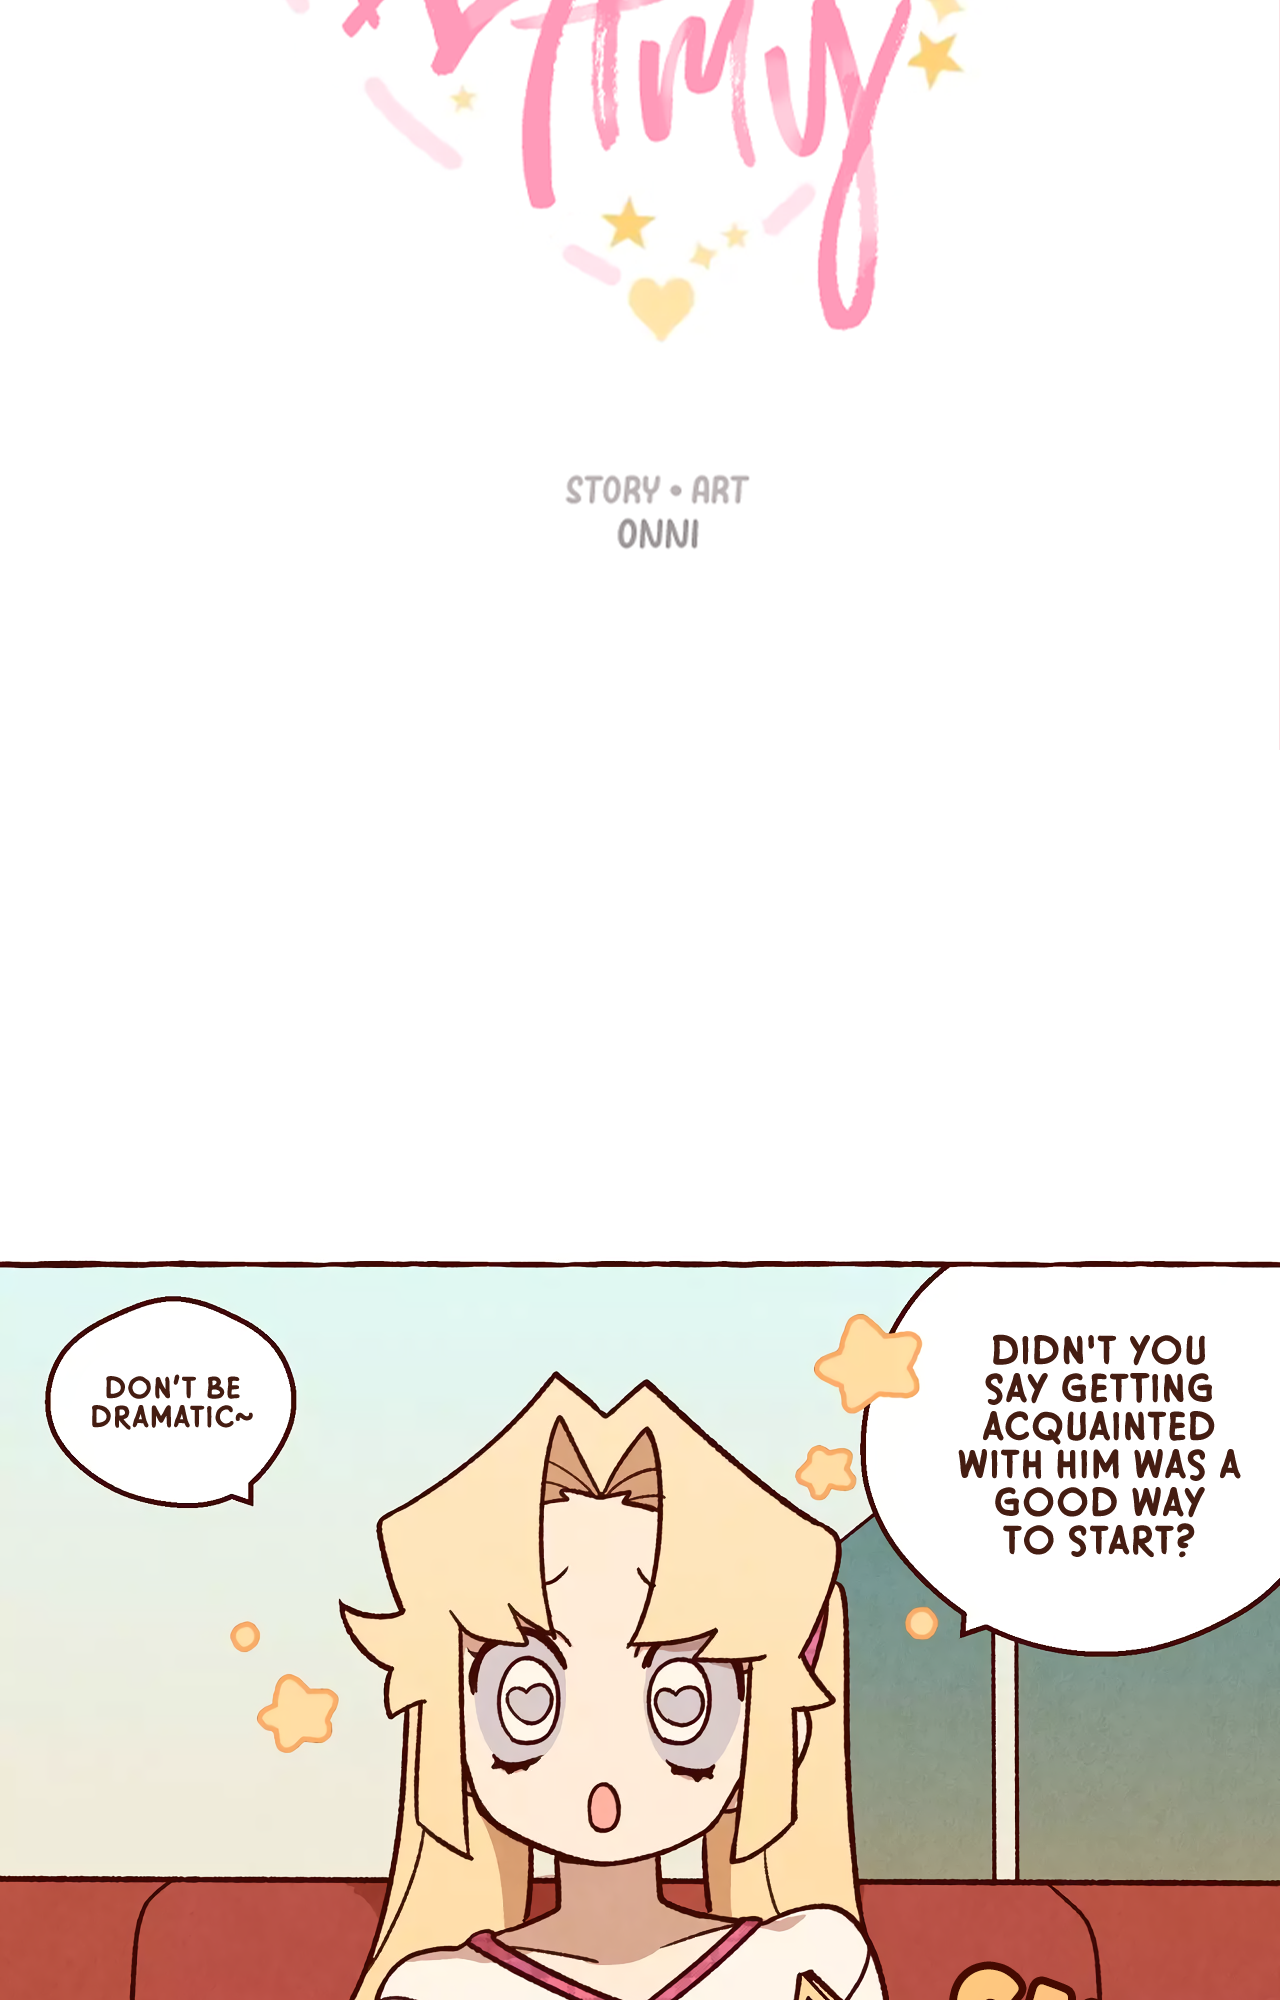 Amy
STORY • ART
ONNI
DON'T BE
DRAMATIC~
DIDN'T YOU
SAY GETTING
ACQUAINTED
WITH HIM WAS A
GOOD WAY
TO START?